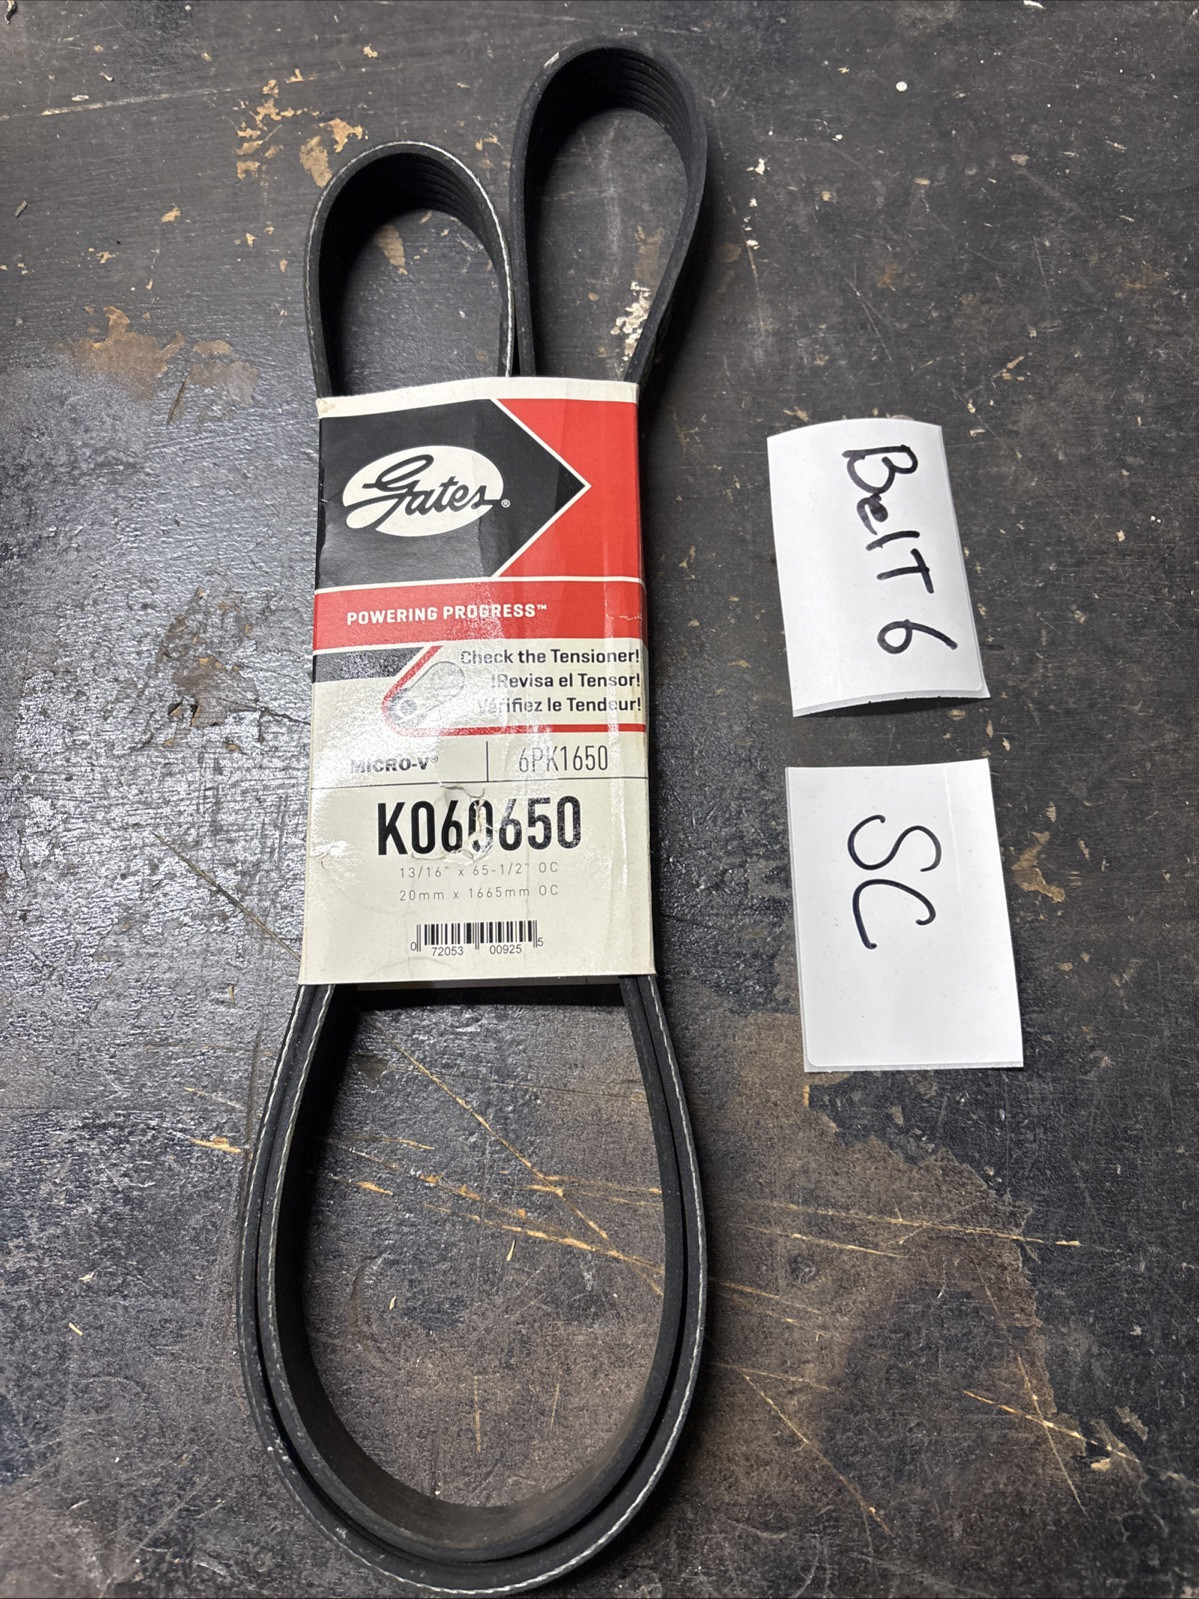 Gates®
POWERING PROGRESS™
Check the Tensioner!
!Revisa el Tensor!
Vérifiez le Tendeur!
MICRO-V® | 6PK1650
K060650
13/16" x 65-1/2" OC
20mm x 1665mm OC
0 72053 00925 5
BelT 6
SC